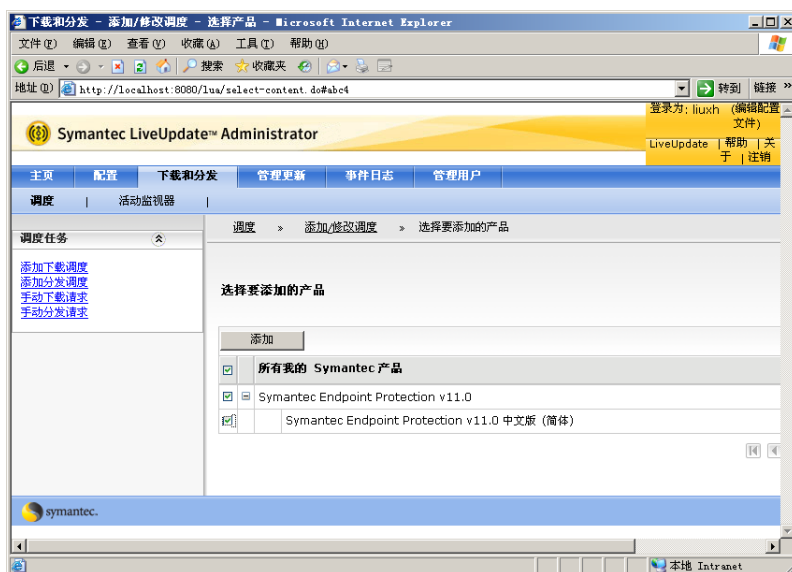 下载和分发 - 添加/修改调度 - 选择产品 - Microsoft Internet Explorer
文件(F) 编辑(E) 查看(V) 收藏(A) 工具(T) 帮助(H)
后退 搜索 收藏夹
地址(D) http://localhost:8080/lua/select-content.do#abc4 转到 链接 »
登录为: liuxh (编辑配置
文件)
Symantec LiveUpdate™ Administrator
LiveUpdate | 帮助 | 关
于 | 注销
主页 配置 下载和分发 管理更新 事件日志 管理用户
调度 | 活动监视器 |
调度 » 添加/修改调度 » 选择要添加的产品
调度任务
添加下载调度
添加分发调度
手动下载请求
手动分发请求
选择要添加的产品
添加
所有我的 Symantec 产品
Symantec Endpoint Protection v11.0
Symantec Endpoint Protection v11.0 中文版 (简体)
symantec.
本地 Intranet